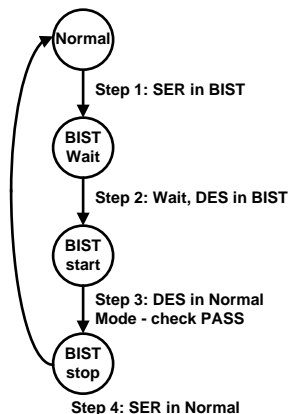 Normal
Step 1: SER in BIST
BIST
Wait
Step 2: Wait, DES in BIST
BIST
start
Step 3: DES in Normal
Mode - check PASS
BIST
stop
Step 4: SER in Normal